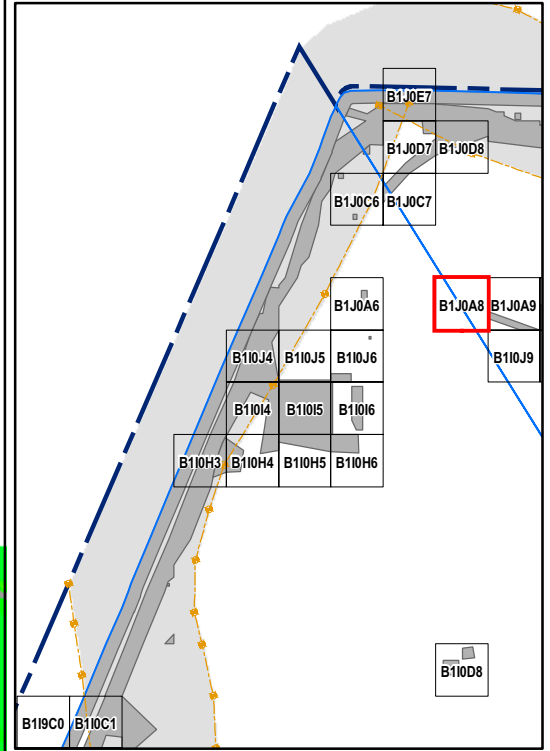 B1J0E7
B1J0D7 B1J0D8
B1J0C6 B1J0C7
B1J0A6 B1J0A8 B1J0A9
B1I0J4 B1I0J5 B1I0J6 B1I0J9
B1I0I4 B1I0I5 B1I0I6
B1I0H3 B1I0H4 B1I0H5 B1I0H6
B1I0D8
B1I9C0 B1I0C1